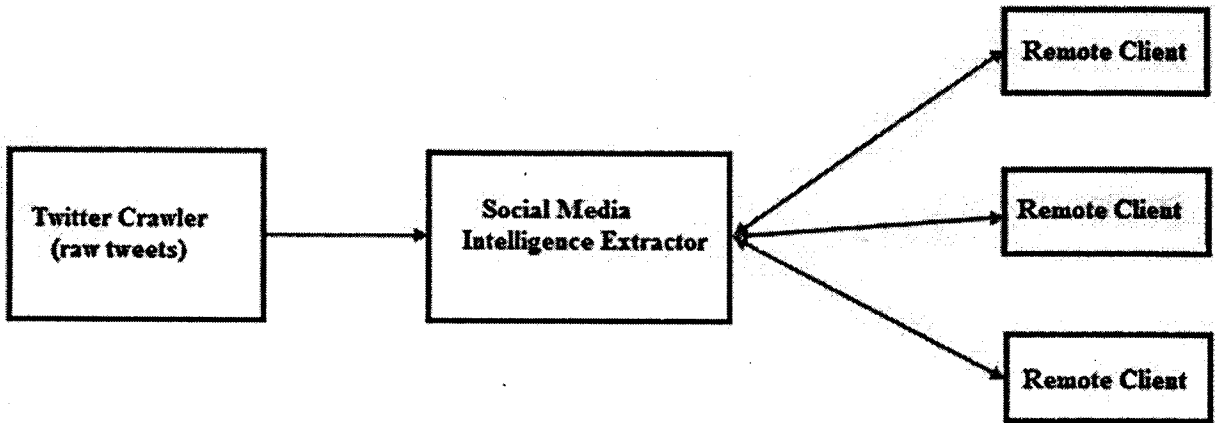 Twitter Crawler
(raw tweets)
Social Media
Intelligence Extractor
Remote Client
Remote Client
Remote Client